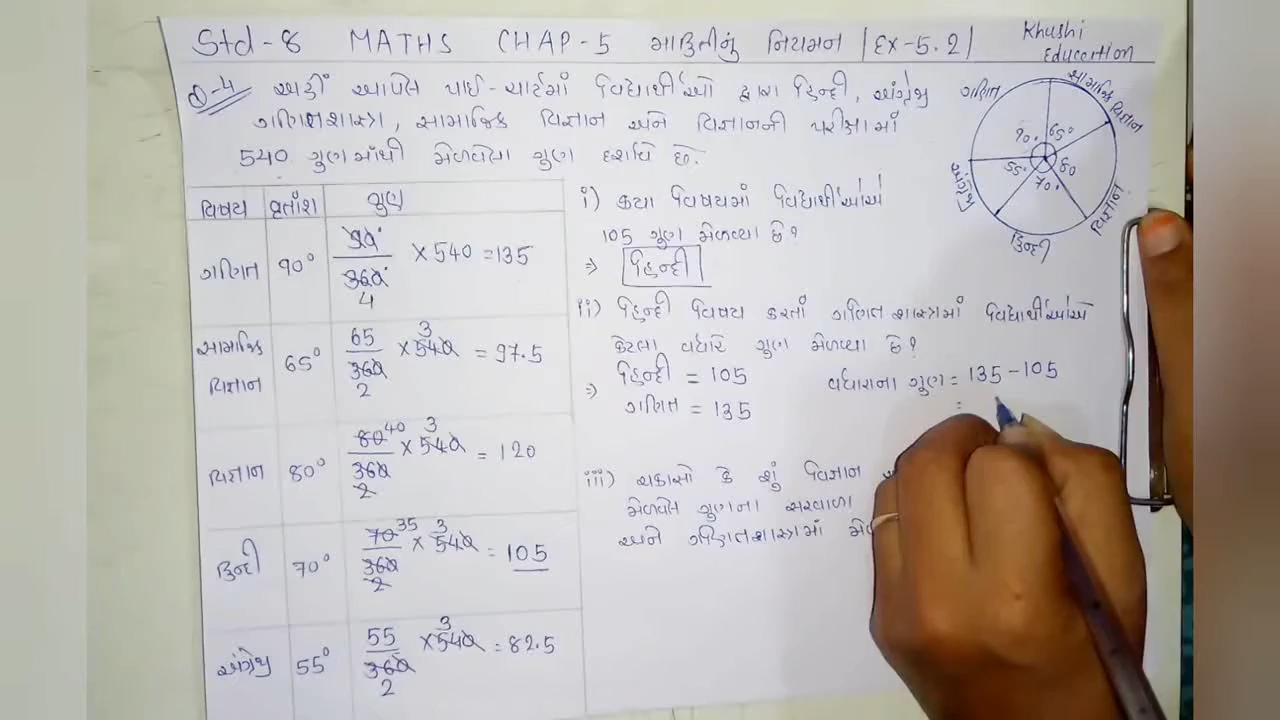 Std-8 MATHS CHAP-5 માહિતીનું નિયમન | Ex-5.2 |
Khushi
Educartion
Q-4 અહીં આપેલ પાઈ-ચાર્ટમાં વિદ્યાર્થીઓ દ્વારા હિન્દી, અંગ્રેજી
ગણિતશાસ્ત્ર, સામાજિક વિજ્ઞાન અને વિજ્ઞાનની પરીક્ષામાં
540 ગુણમાંથી મેળવેલા ગુણ દર્શાવે છે.
ગણિત
સામાજિક વિજ્ઞાન
90° 65°
55° 80
70°
અંગ્રેજી
વિજ્ઞાન
હિન્દી
વિષય વૃતાંશ ગુણ
ગણિત 90° 90/360 4 × 540 = 135
સામાજિક વિજ્ઞાન 65° 65/360 2 × 540 3 = 97.5
વિજ્ઞાન 80° 80 40/360 2 × 540 3 = 120
હિન્દી 70° 70 35/360 2 × 540 3 = 105
અંગ્રેજી 55° 55/360 2 × 540 3 = 82.5
i) કયા વિષયમાં વિદ્યાર્થીઓએ
105 ગુણ મેળવ્યા છે?
⇒ હિન્દી
ii) હિન્દી વિષય કરતાં ગણિતશાસ્ત્રમાં વિદ્યાર્થીઓએ
કેટલા વધારે ગુણ મેળવ્યા છે?
⇒ હિન્દી = 105
ગણિત = 135
વધારાના ગુણ = 135 - 105
=
iii) ચકાસો કે શું વિજ્ઞાન
મેળવેલ ગુણના સરવાળા
અને ગણિતશાસ્ત્રમાં